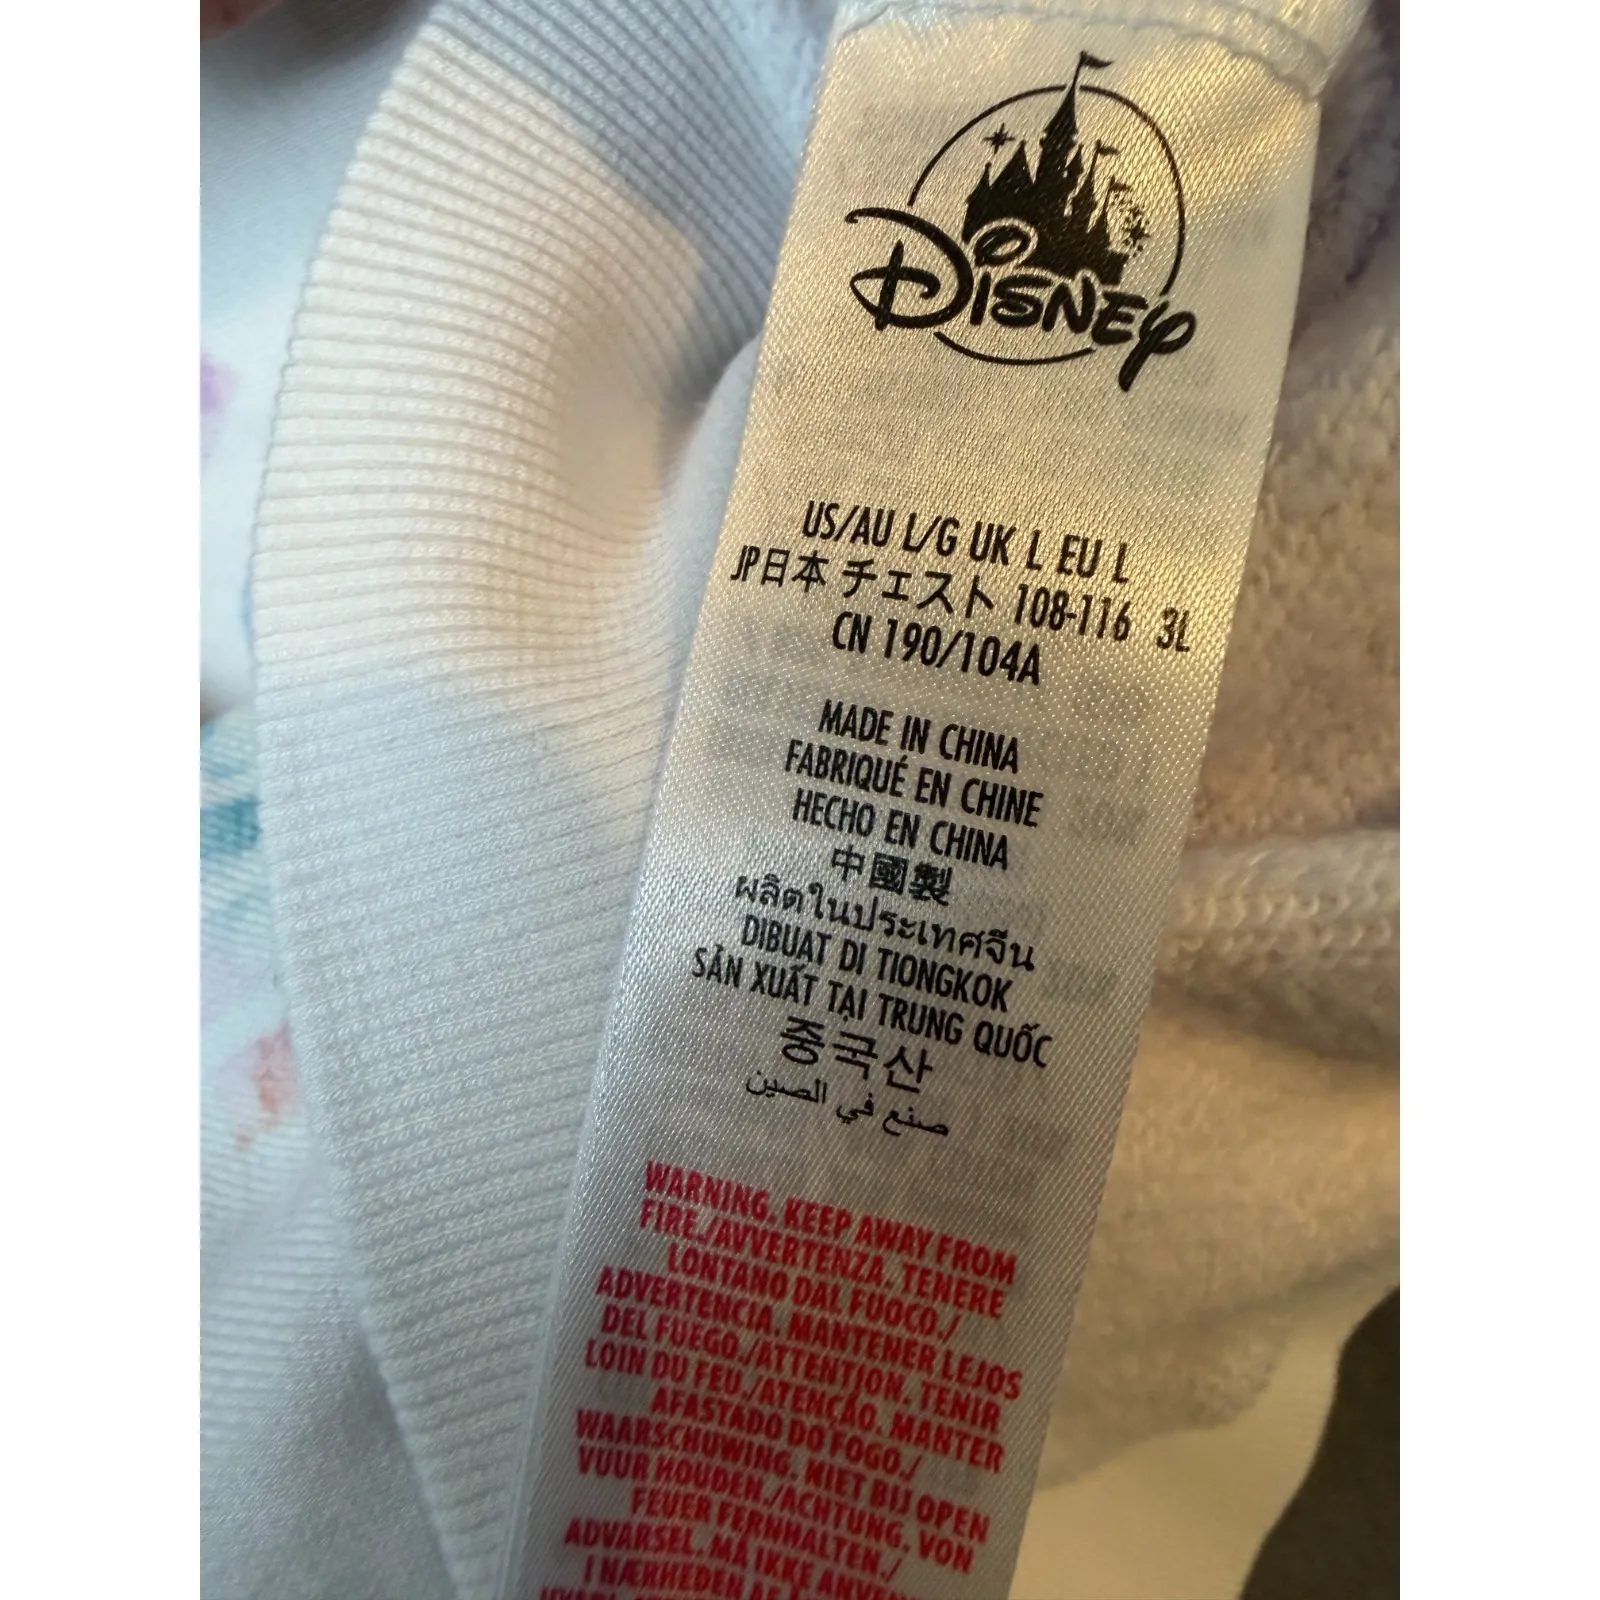 Disney
US/AU L/G UK L EU L
JP日本 チェスト 108-116 3L
CN 190/104A
MADE IN CHINA
FABRIQUÉ EN CHINE
HECHO EN CHINA
中國製
ผลิตในประเทศจีน
DIBUAT DI TIONGKOK
SẢN XUẤT TẠI TRUNG QUỐC
중국산
صنع في الصين
WARNING. KEEP AWAY FROM
FIRE./AVVERTENZA. TENERE
LONTANO DAL FUOCO./
ADVERTENCIA. MANTENER LEJOS
DEL FUEGO./ATTENTION. TENIR
LOIN DU FEU./ATENÇÃO. MANTER
AFASTADO DO FOGO./
WAARSCHUWING. NIET BIJ OPEN
VUUR HOUDEN./ACHTUNG. VON
FEUER FERNHALTEN./
ADVARSEL. MÅ IKKE
I NÆRHEDEN AF